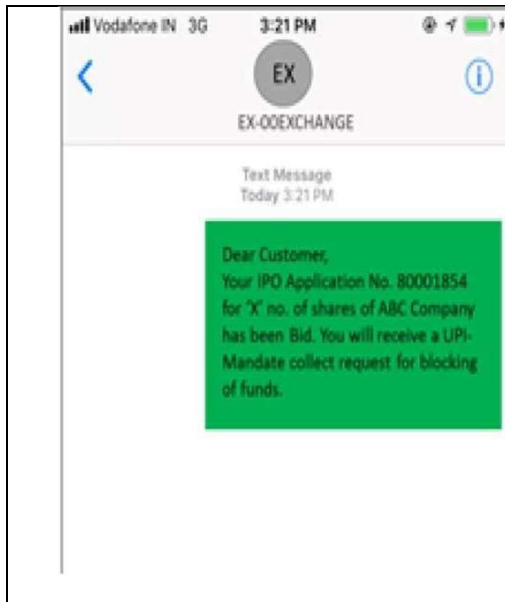 Vodafone IN 3G 3:21 PM
EX
EX-00EXCHANGE
Text Message
Today 3:21 PM
Dear Customer,
Your IPO Application No. 80001854
for 'X' no. of shares of ABC Company
has been Bid. You will receive a UPI-
Mandate collect request for blocking
of funds.